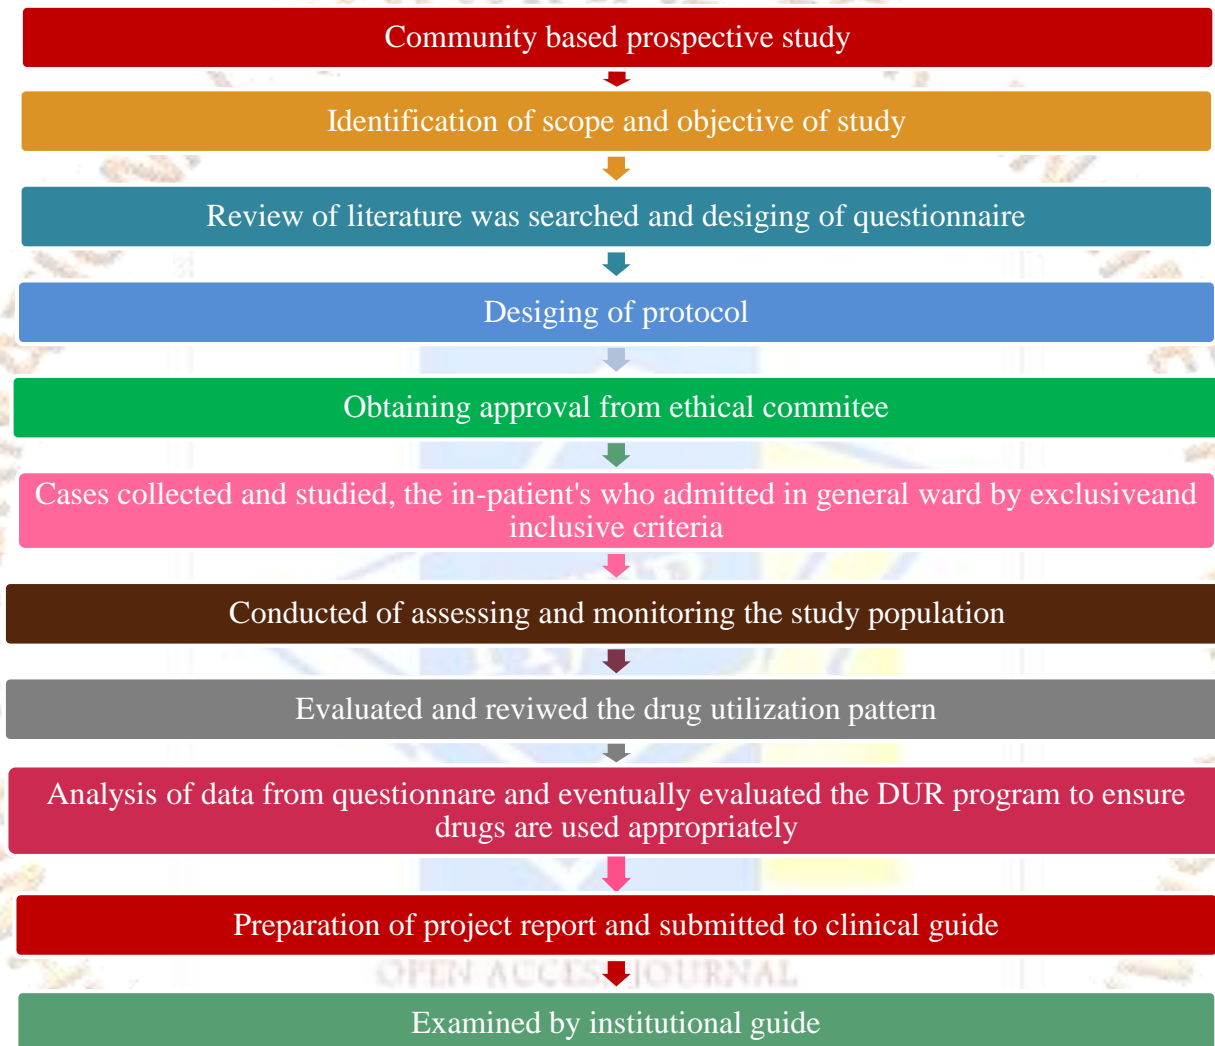 Community based prospective study
Identification of scope and objective of study
Review of literature was searched and desiging of questionnaire
Desiging of protocol
Obtaining approval from ethical commitee
Cases collected and studied, the in-patient's who admitted in general ward by exclusiveand
inclusive criteria
Conducted of assessing and monitoring the study population
Evaluated and reviwed the drug utilization pattern
Analysis of data from questionnare and eventually evaluated the DUR program to ensure
drugs are used appropriately
Preparation of project report and submitted to clinical guide
OPEN ACCESS JOURNAL
Examined by institutional guide